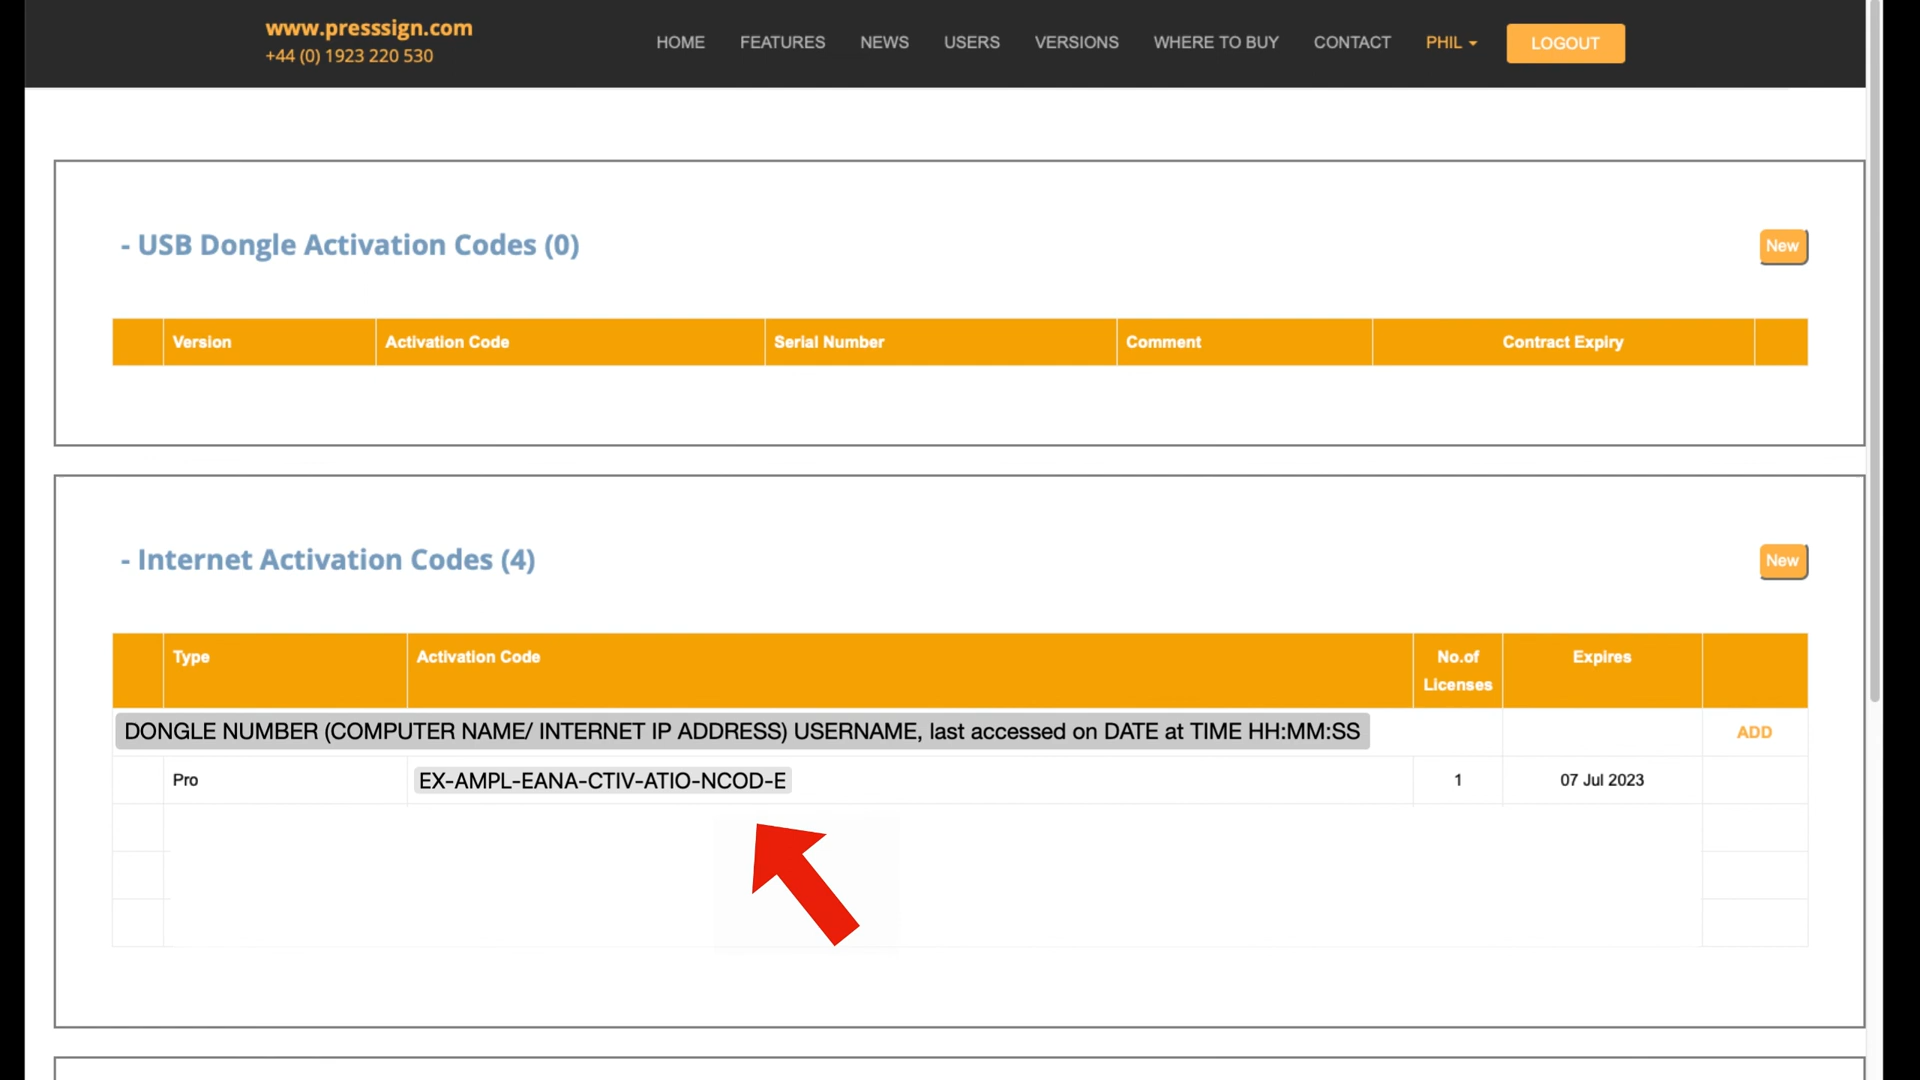 www.presssign.com
+44 (0) 1923 220 530
HOME FEATURES NEWS USERS VERSIONS WHERE TO BUY CONTACT PHIL LOGOUT
- USB Dongle Activation Codes (0) New
Version Activation Code Serial Number Comment Contract Expiry
- Internet Activation Codes (4) New
Type Activation Code No.of Licenses Expires
DONGLE NUMBER (COMPUTER NAME/ INTERNET IP ADDRESS) USERNAME, last accessed on DATE at TIME HH:MM:SS ADD
Pro EX-AMPL-EANA-CTIV-ATIO-NCOD-E 1 07 Jul 2023